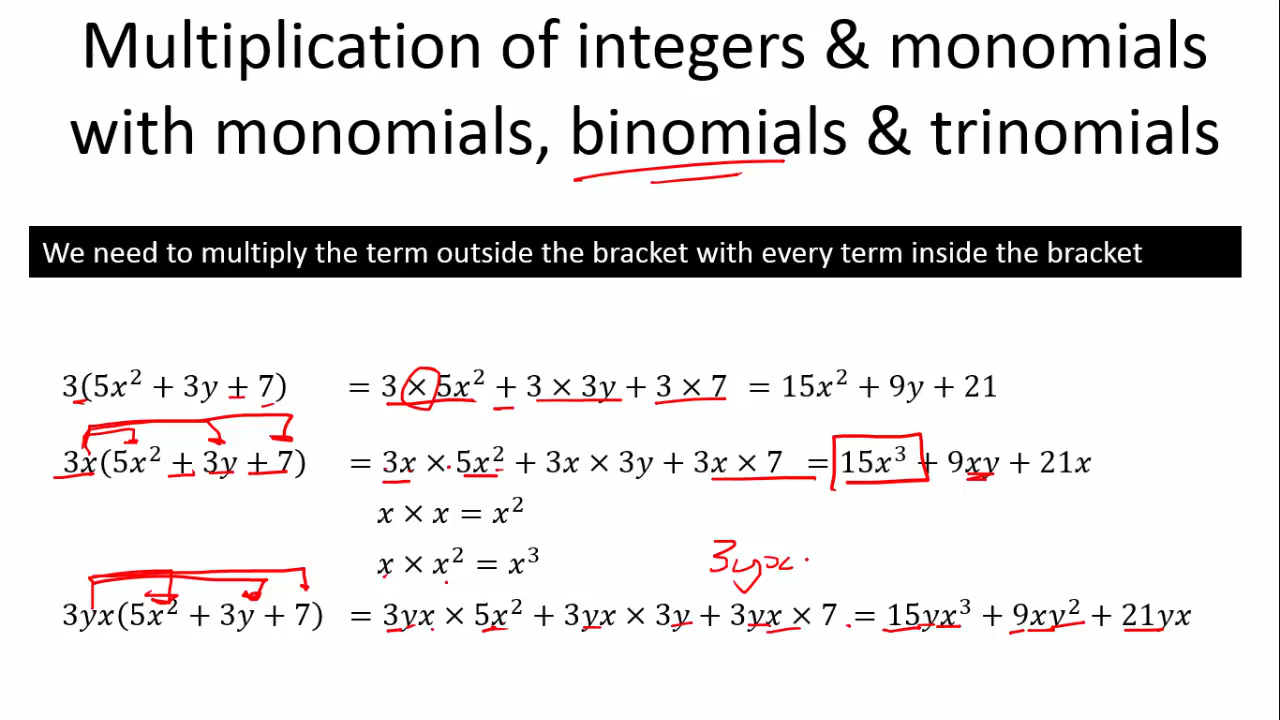 Multiplication of integers & monomials
with monomials, binomials & trinomials
We need to multiply the term outside the bracket with every term inside the bracket
3(5x² + 3y + 7) = 3 × 5x² + 3 × 3y + 3 × 7 = 15x² + 9y + 21
3x(5x² + 3y + 7) = 3x × 5x² + 3x × 3y + 3x × 7 = 15x³ + 9xy + 21x
x × x = x²
x × x² = x³
3yx
3yx(5x² + 3y + 7) = 3yx × 5x² + 3yx × 3y + 3yx × 7 = 15yx³ + 9xy² + 21yx